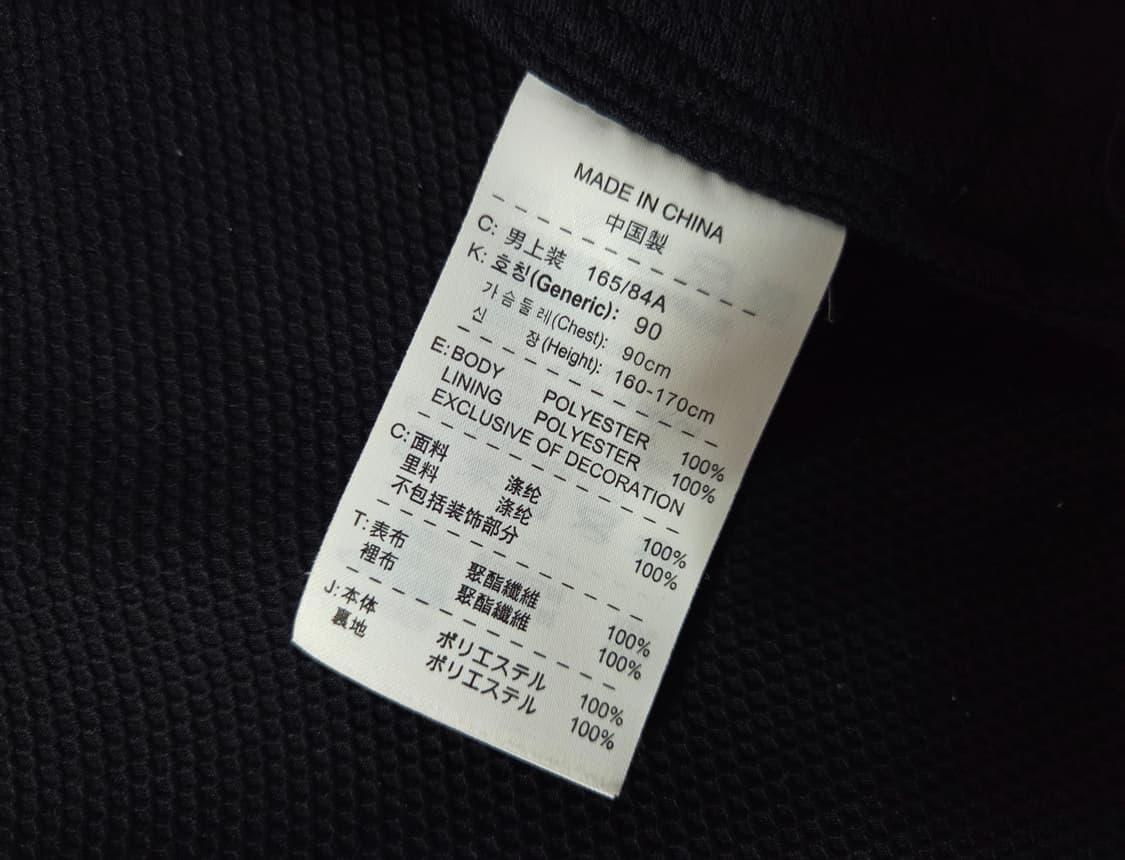 MADE IN CHINA
中国製
C: 男上装 165/84A
K: 호칭(Generic): 90
가슴둘레(Chest): 90cm
신 장(Height): 160-170cm
E: BODY POLYESTER 100%
LINING POLYESTER 100%
EXCLUSIVE OF DECORATION
C: 面料 涤纶 100%
里料 涤纶 100%
不包括装饰部分
T: 表布 聚酯纖維 100%
裡布 聚酯纖維 100%
J: 本体 ポリエステル 100%
裏地 ポリエステル 100%